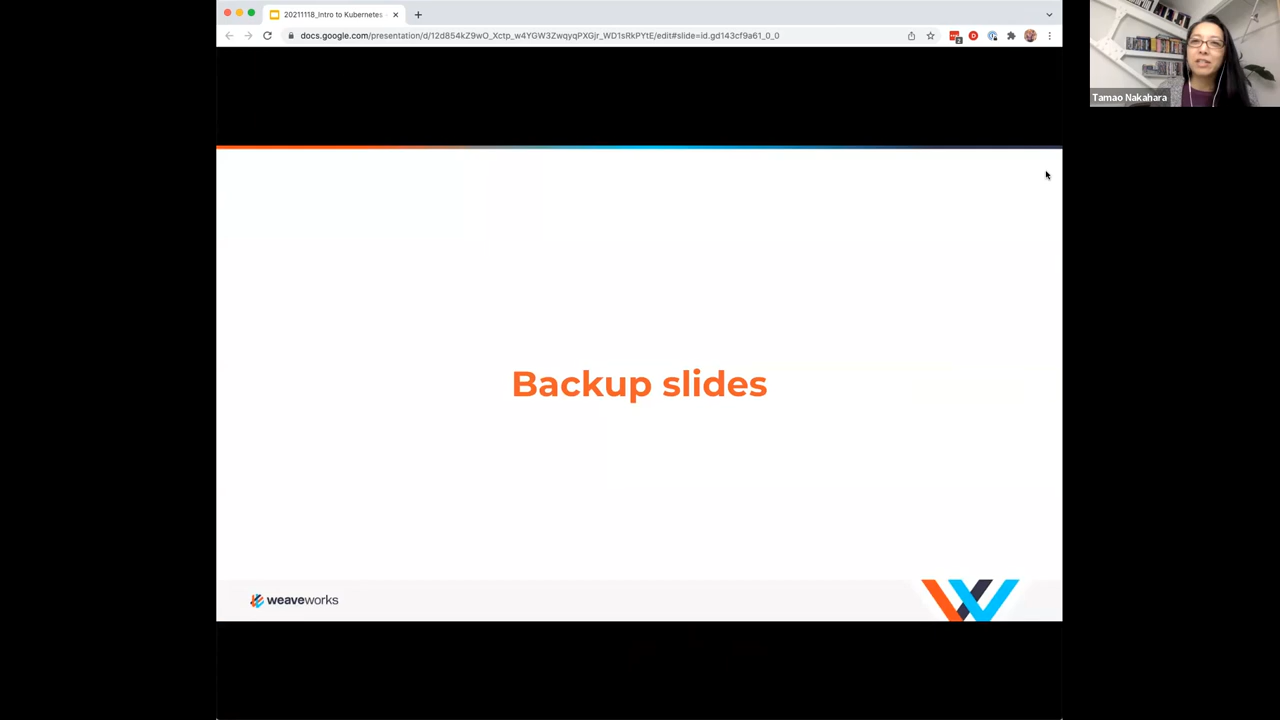 20211118_Intro to Kubernetes -
docs.google.com/presentation/d/12d854kZ9wO_Xctp_w4YGW3ZwqyqPXGjr_WD1sRkPYtE/edit#slide=id.gd143cf9a61_0_0
Tamao Nakahara
Backup slides
weaveworks